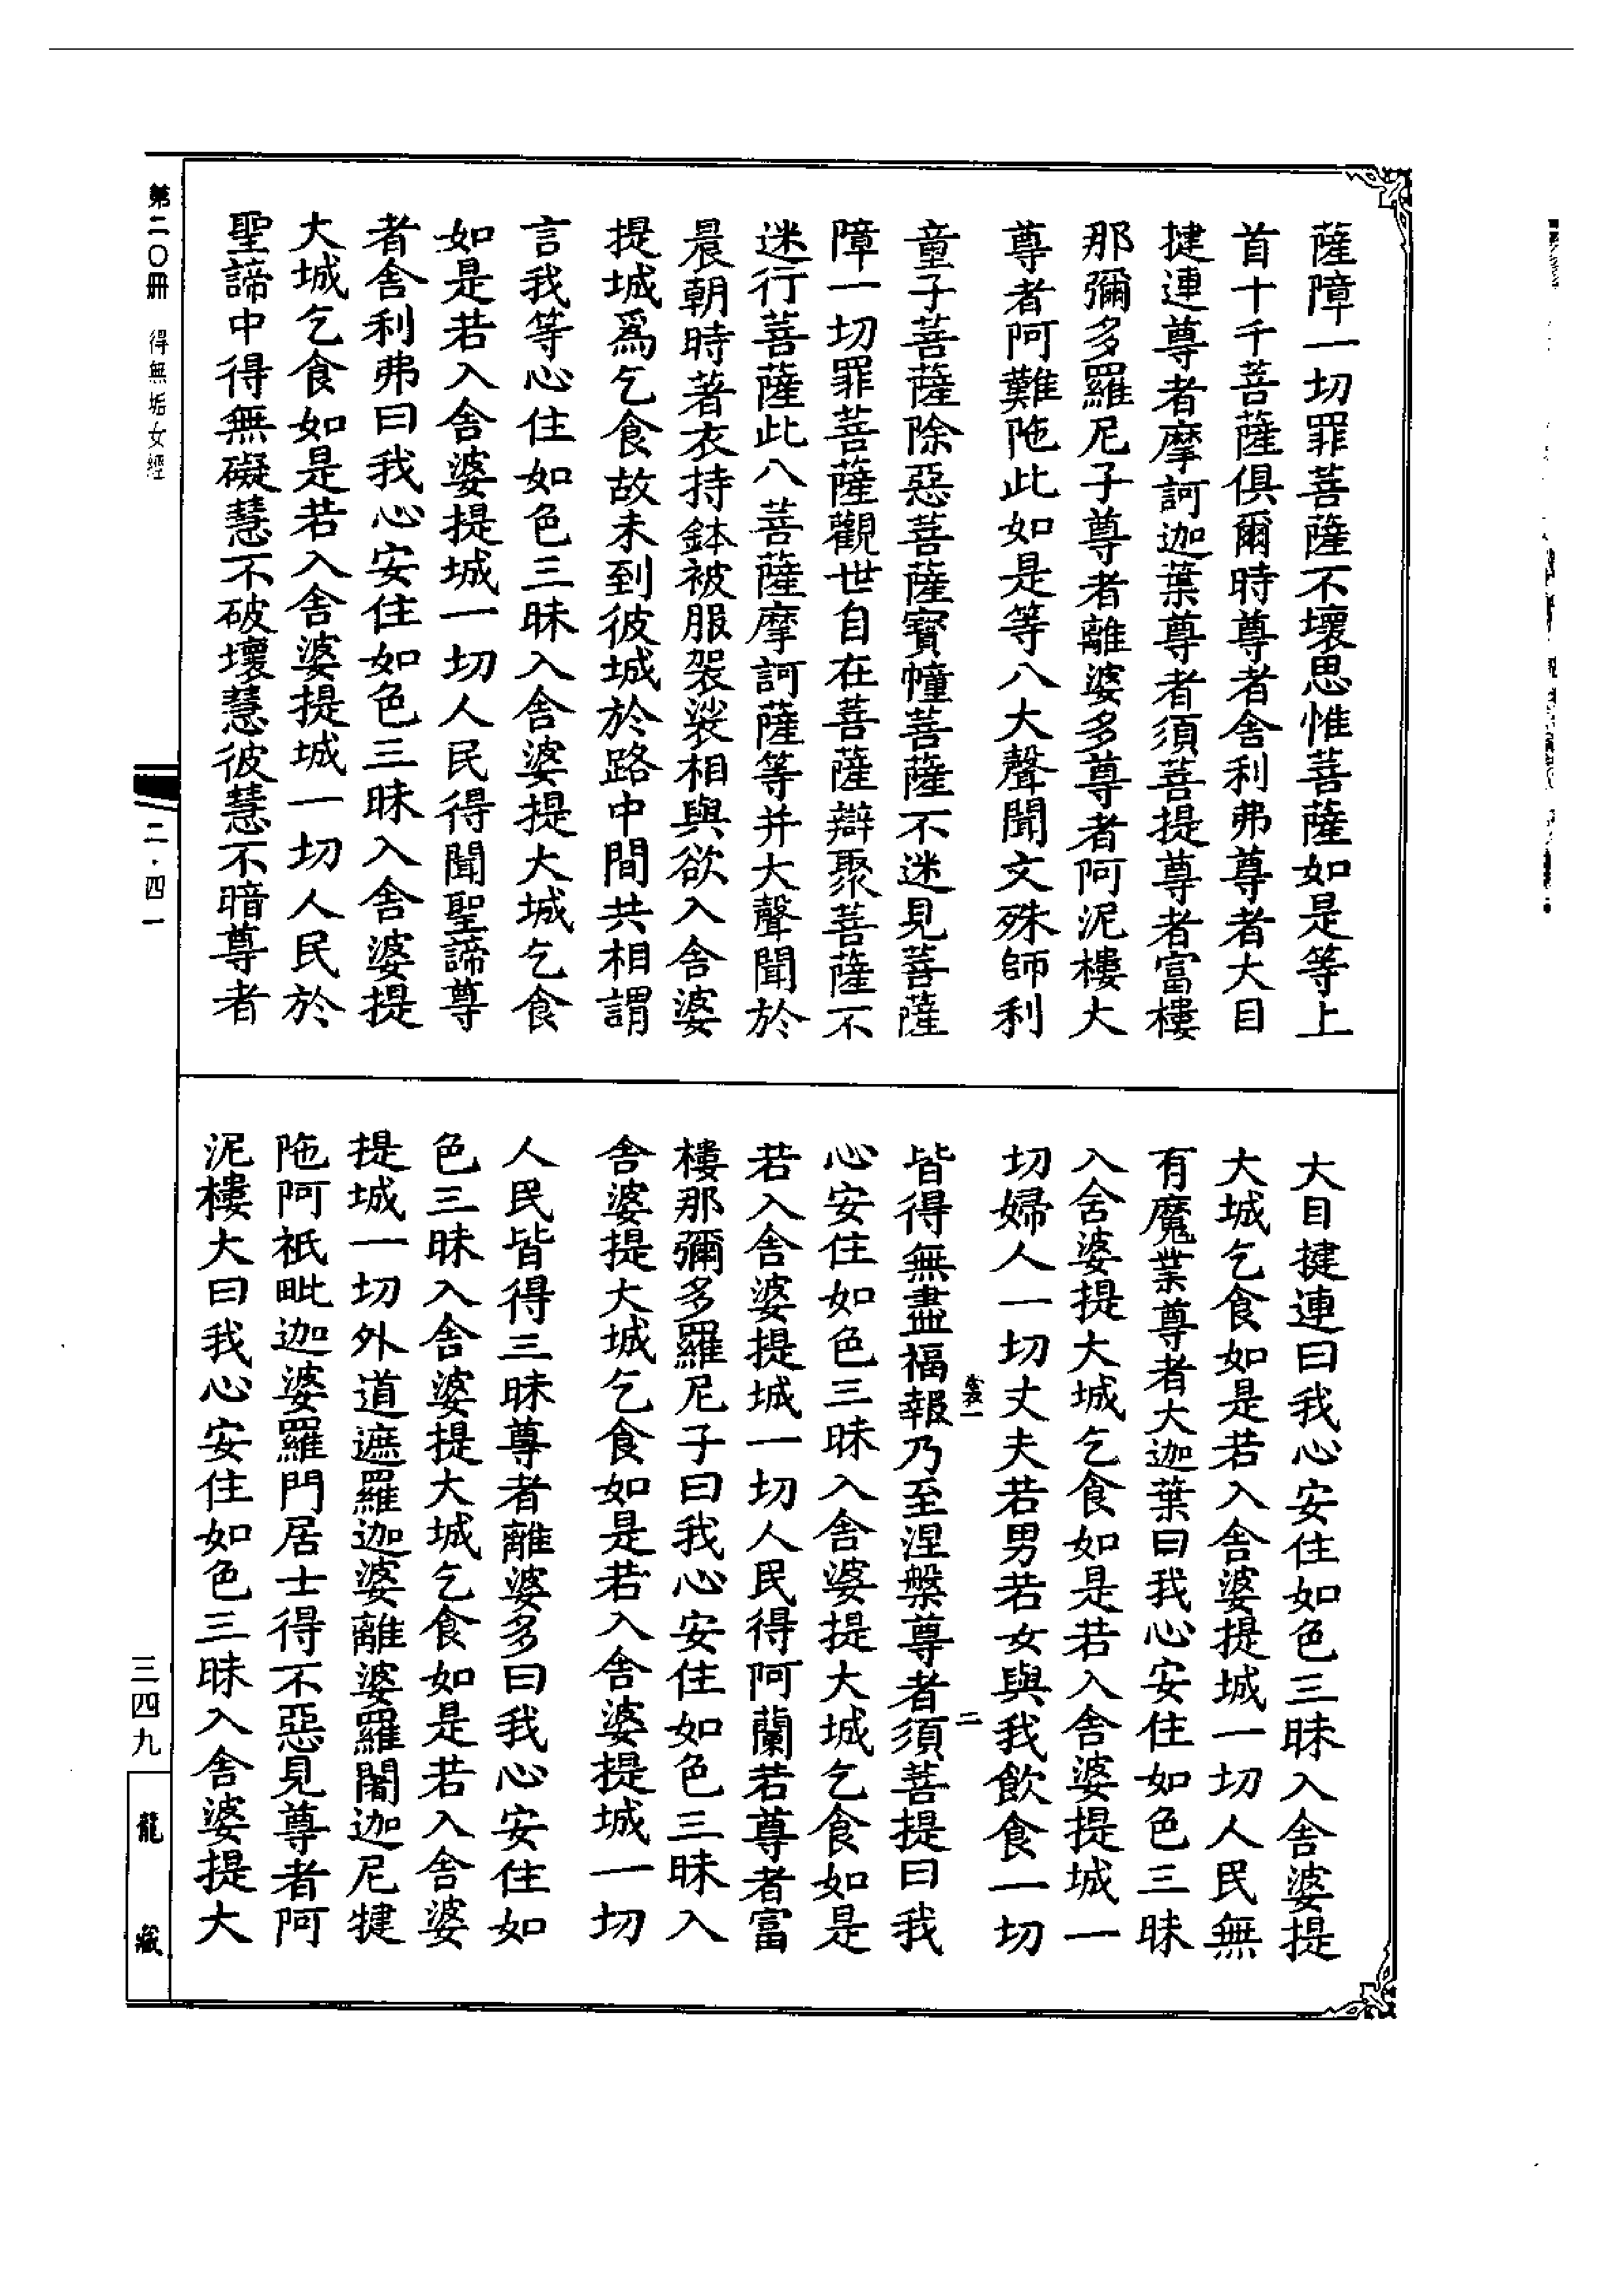 薩障一切罪菩薩不壞思惟菩薩如是等上
首十千菩薩俱爾時尊者舍利弗尊者大目
揵連尊者摩訶迦葉尊者須菩提尊者富樓
那彌多羅尼子尊者離婆多尊者阿泥樓大
尊者阿難陁此如是等八大聲聞文殊師利
童子菩薩除惡菩薩寶幢菩薩不迷見菩薩
障一切罪菩薩觀世自在菩薩辯聚菩薩不
迷行菩薩此八菩薩摩訶薩等并大聲聞於
晨朝時著衣持鉢被服袈裟相與欲入舍婆
提城爲乞食故未到彼城於路中間共相謂
言我等心住如色三昧入舍婆提大城乞食
如是若入舍婆提城一切人民得聞聖諦尊
者舍利弗曰我心安住如色三昧入舍婆提
大城乞食如是若入舍婆提城一切人民於
聖諦中得無礙慧不破壞慧彼慧不暗尊者
大目揵連曰我心安住如色三昧入舍婆提
大城乞食如是若入舍婆提城一切人民無
有魔業尊者大迦葉曰我心安住如色三昧
入舍婆提大城乞食如是若入舍婆提城一
切婦人一切丈夫若男若女與我飲食一切
皆得無盡福報乃至涅槃尊者須菩提曰我
心安住如色三昧入舍婆提大城乞食如是
若入舍婆提城一切人民得阿蘭若尊者富
樓那彌多羅尼子曰我心安住如色三昧入
舍婆提大城乞食如是若入舍婆提城一切
人民皆得三昧尊者離婆多曰我心安住如
色三昧入舍婆提大城乞食如是若入舍婆
提城一切外道遮羅迦婆離婆羅闍迦尼揵
陁阿祇毗迦婆羅門居士得不惡見尊者阿
泥樓大曰我心安住如色三昧入舍婆提大
第二〇冊 得無垢女經
二·四一
三四九
龍藏